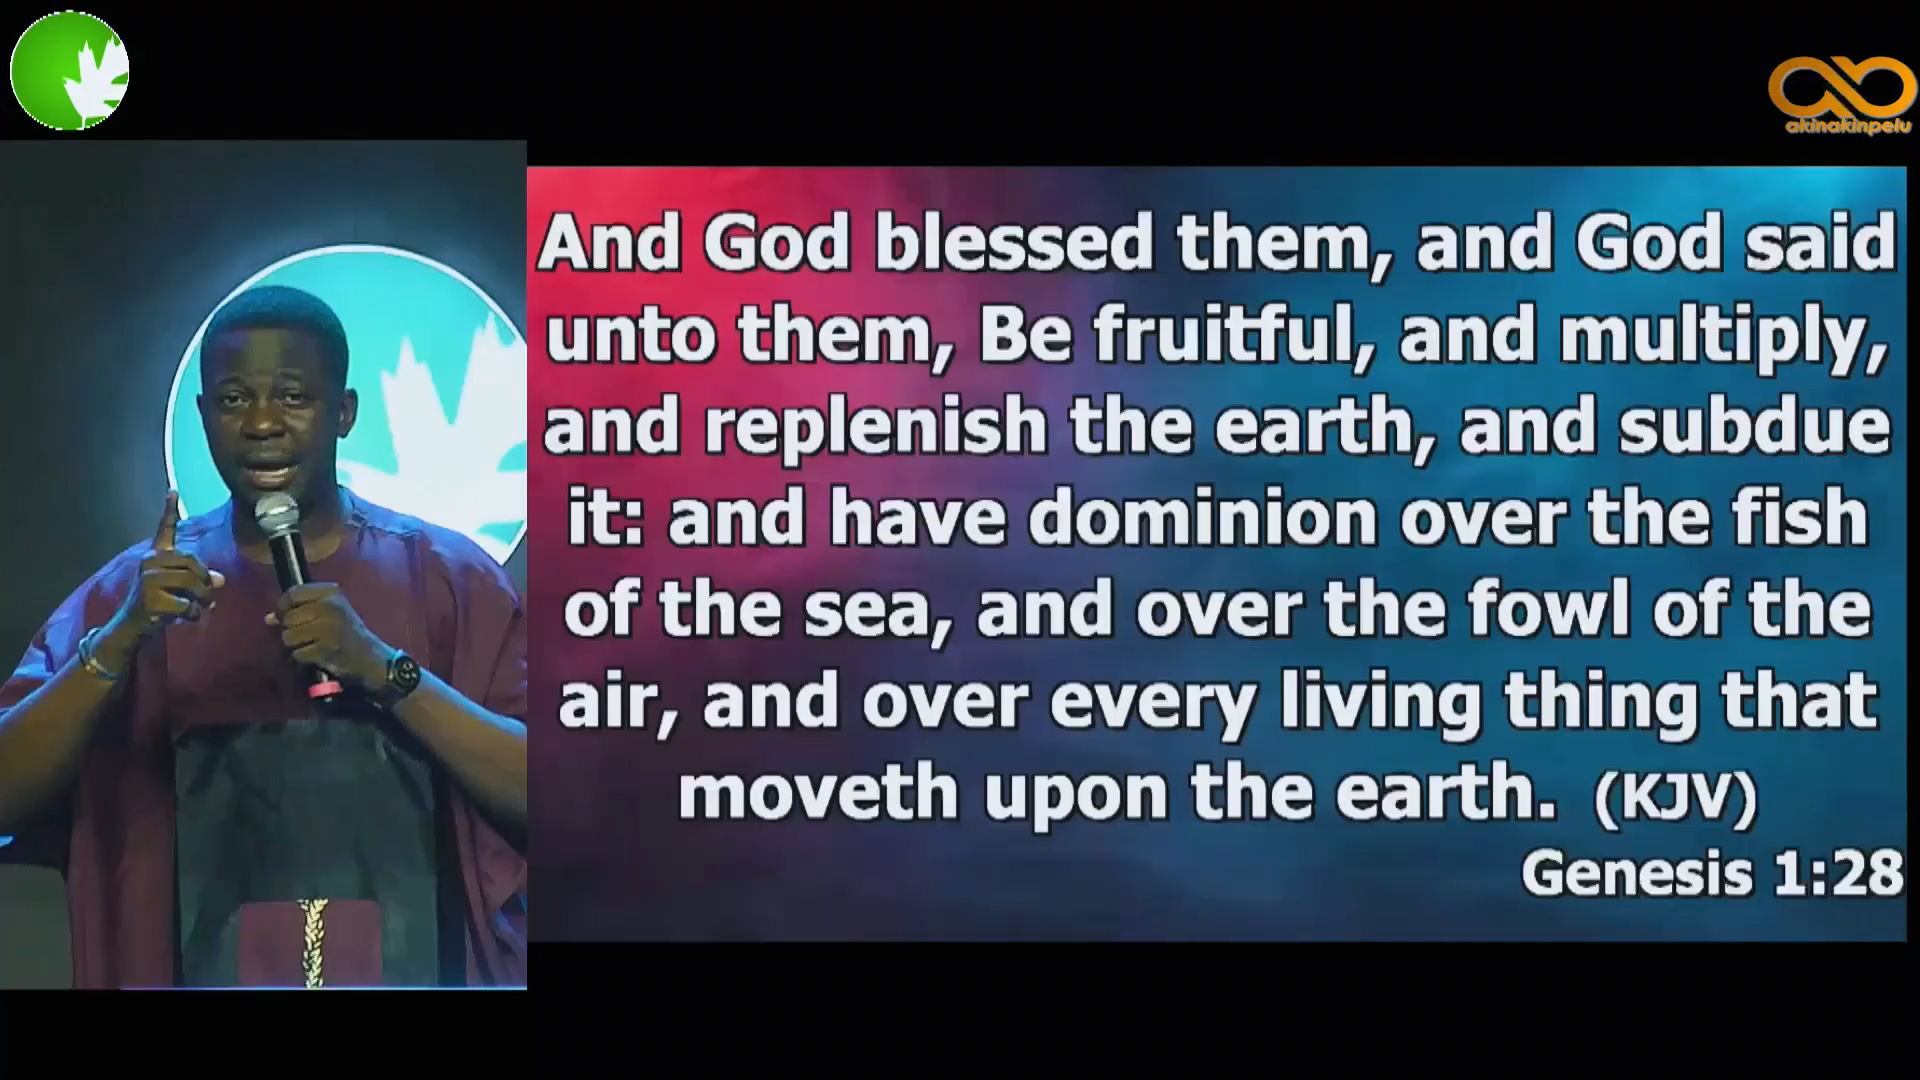 akinakinpelu
And God blessed them, and God said
unto them, Be fruitful, and multiply,
and replenish the earth, and subdue
it: and have dominion over the fish
of the sea, and over the fowl of the
air, and over every living thing that
moveth upon the earth. (KJV)
Genesis 1:28